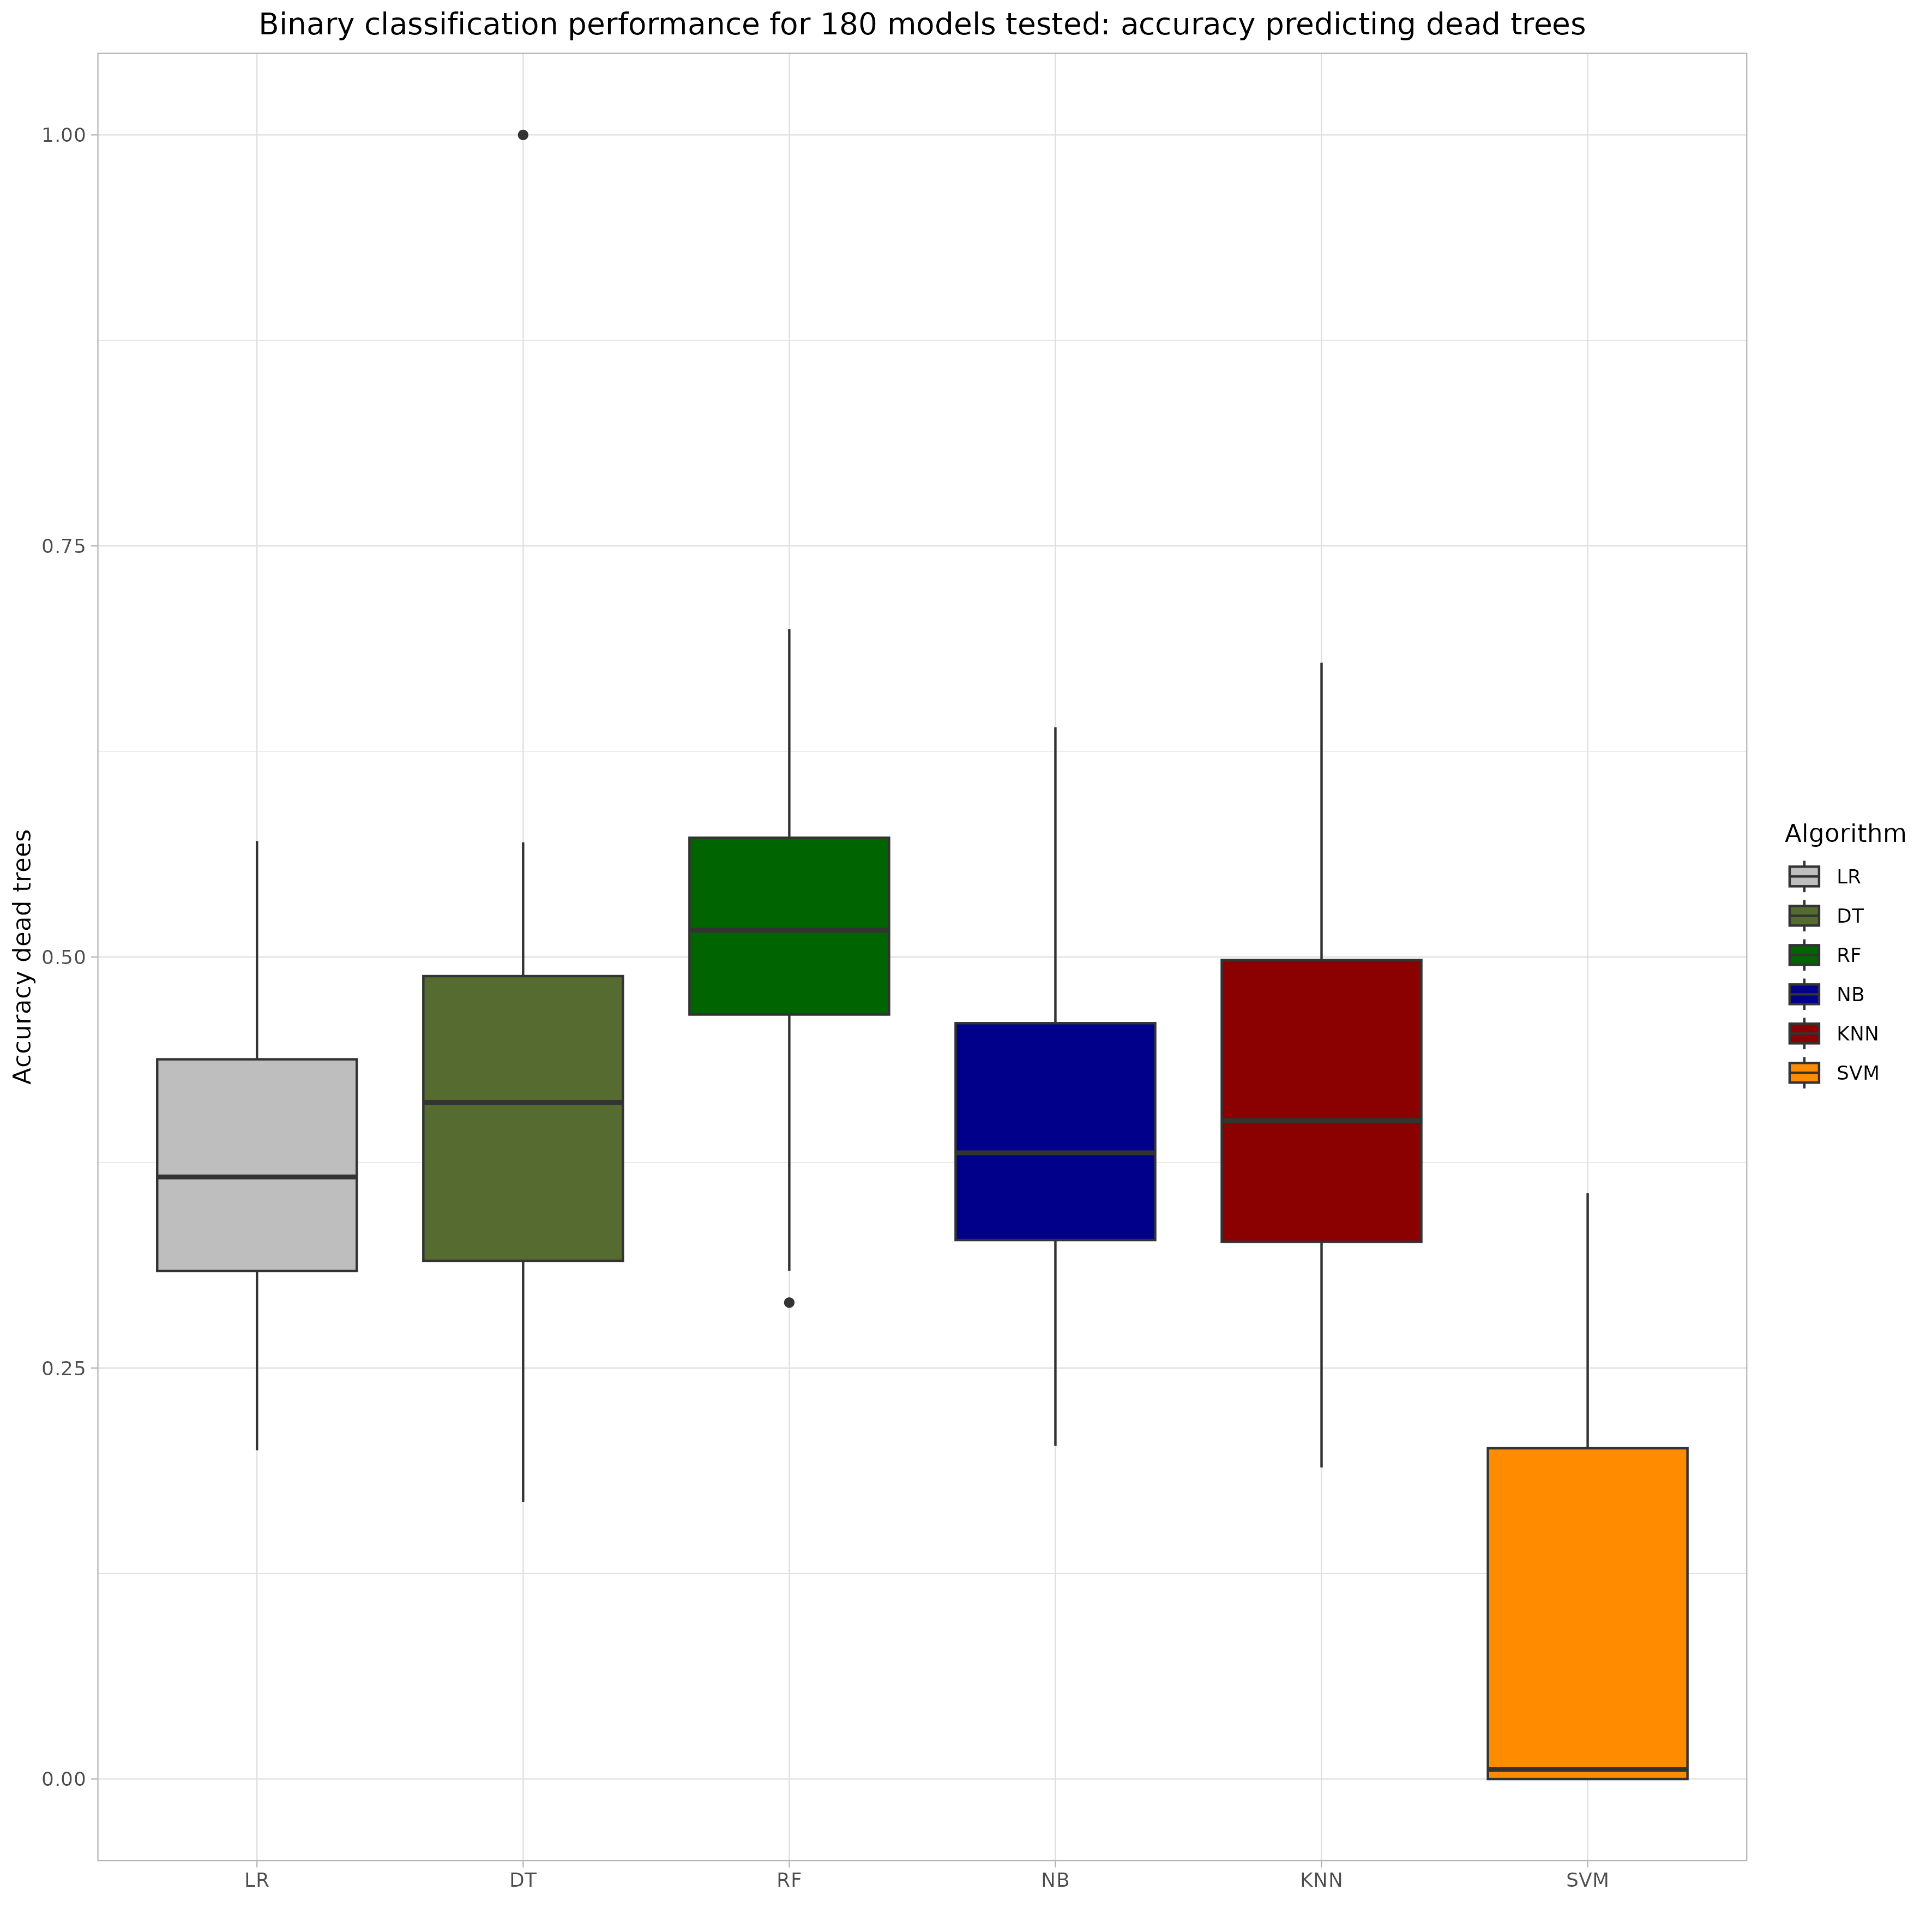 Binary classification performance for 180 models tested: accuracy predicting dead trees
Accuracy dead trees
1.00
0.75
0.50
0.25
0.00
LR
DT
RF
NB
KNN
SVM
Algorithm
LR
DT
RF
NB
KNN
SVM